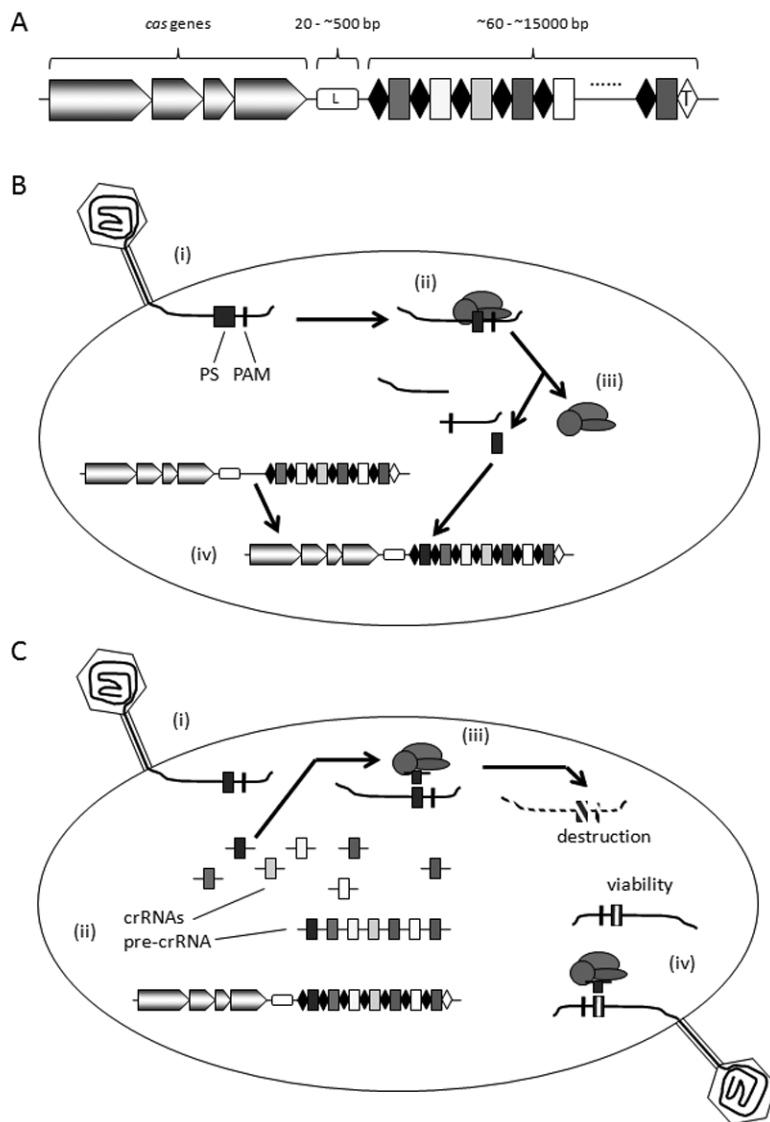 A
cas genes 20 - ~500 bp ~60 - ~15000 bp
L
......
T
B
(i)
(ii)
PS PAM
(iii)
(iv)
C
(i)
(iii)
destruction
viability
crRNAs
(ii) pre-crRNA
(iv)